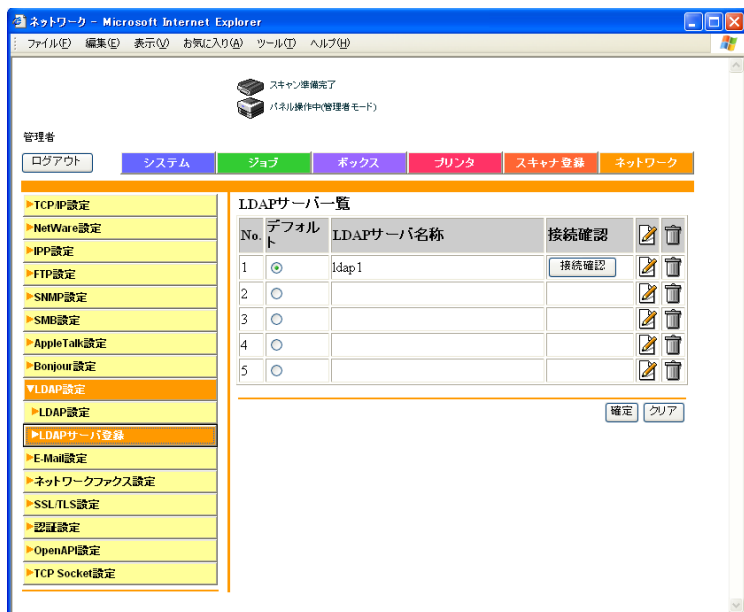 ネットワーク - Microsoft Internet Explorer
ファイル(F) 編集(E) 表示(V) お気に入り(A) ツール(T) ヘルプ(H)
スキャン準備完了
パネル操作中(管理者モード)
管理者
ログアウト システム ジョブ ボックス プリンタ スキャナ登録 ネットワーク
TCP/IP設定
NetWare設定
IPP設定
FTP設定
SNMP設定
SMB設定
AppleTalk設定
Bonjour設定
LDAP設定
LDAP設定
LDAPサーバ登録
E-Mail設定
ネットワークファクス設定
SSL/TLS設定
認証設定
OpenAPI設定
TCP Socket設定
LDAPサーバ一覧
No. デフォルト LDAPサーバ名称 接続確認
1 ldap1 接続確認
2
3
4
5
確定 クリア